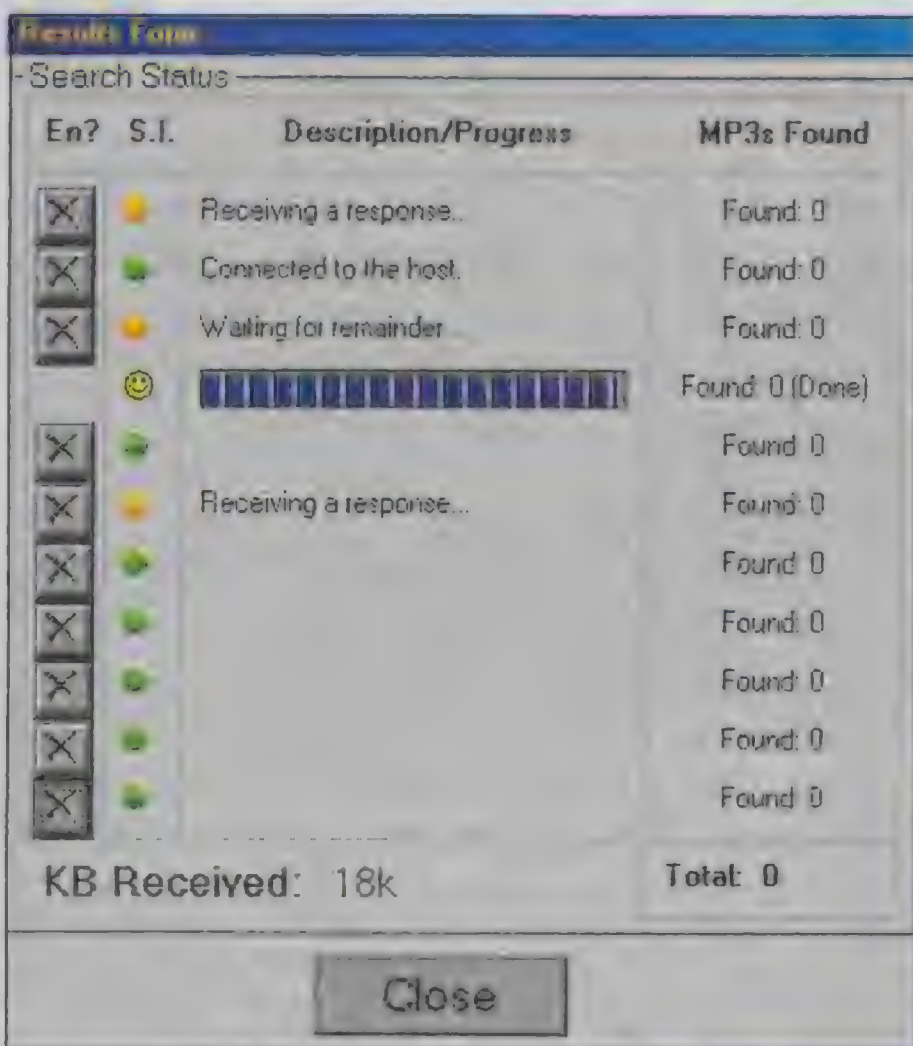 Results Form
Search Status
En? S.I. Description/Progress MP3s Found
Receiving a response.. Found: 0
Connected to the host. Found: 0
Waiting for remainder... Found: 0
Found: 0 (Done)
Found: 0
Receiving a response... Found: 0
Found: 0
Found: 0
Found: 0
Found: 0
Found: 0
KB Received: 18k Total: 0
Close